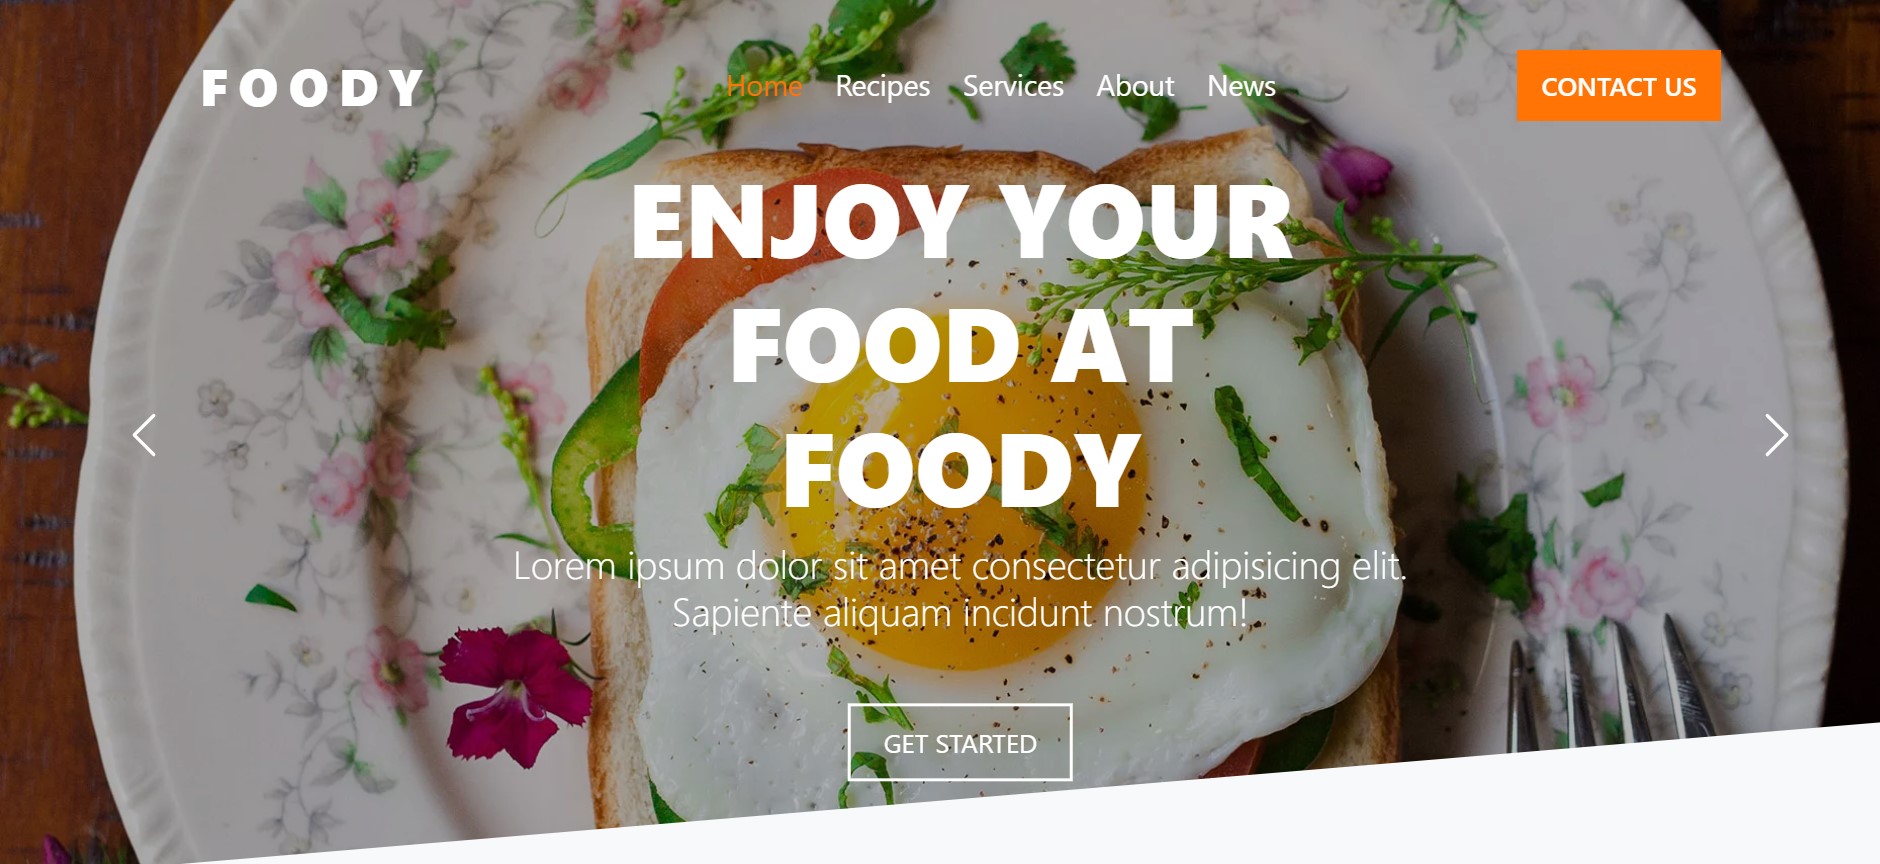 FOODY
Home Recipes Services About News
CONTACT US
ENJOY YOUR
FOOD AT
FOODY
Lorem ipsum dolor sit amet consectetur adipisicing elit.
Sapiente aliquam incidunt nostrum!
GET STARTED